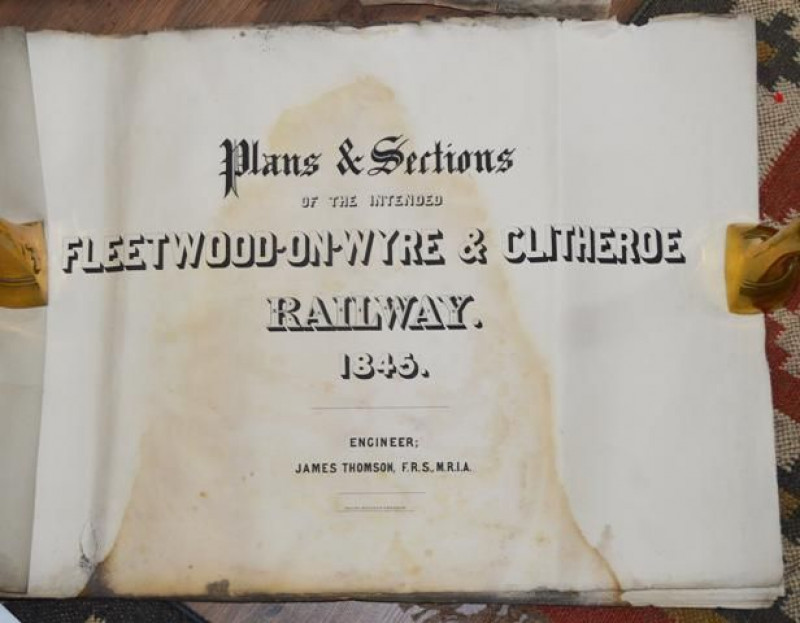 Plans & Sections
OF THE INTENDED
FLEETWOOD-ON-WYRE & CLITHEROE
RAILWAY.
1845.
ENGINEER;
JAMES THOMSON, F.R.S., M.R.I.A.